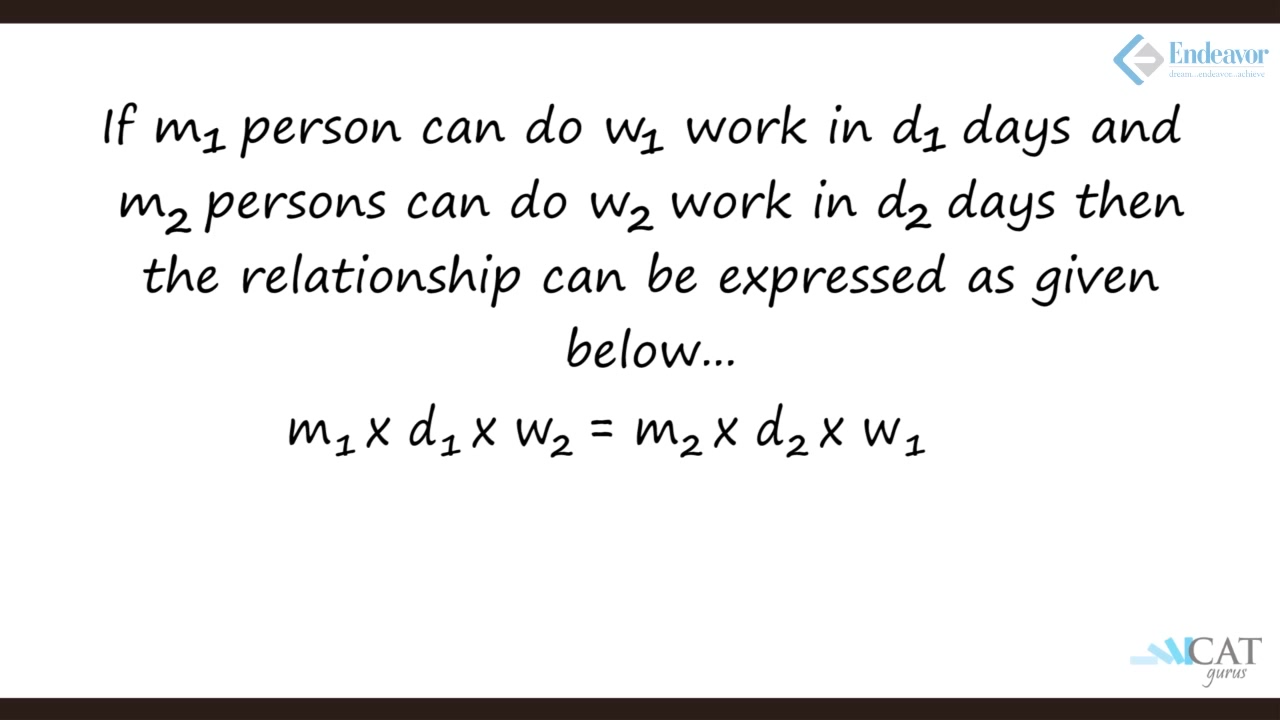 Endeavor
dream...endeavor...achieve
If m₁ person can do w₁ work in d₁ days and
m₂ persons can do w₂ work in d₂ days then
the relationship can be expressed as given
below...
m₁ x d₁ x w₂ = m₂ x d₂ x w₁
CAT
gurus